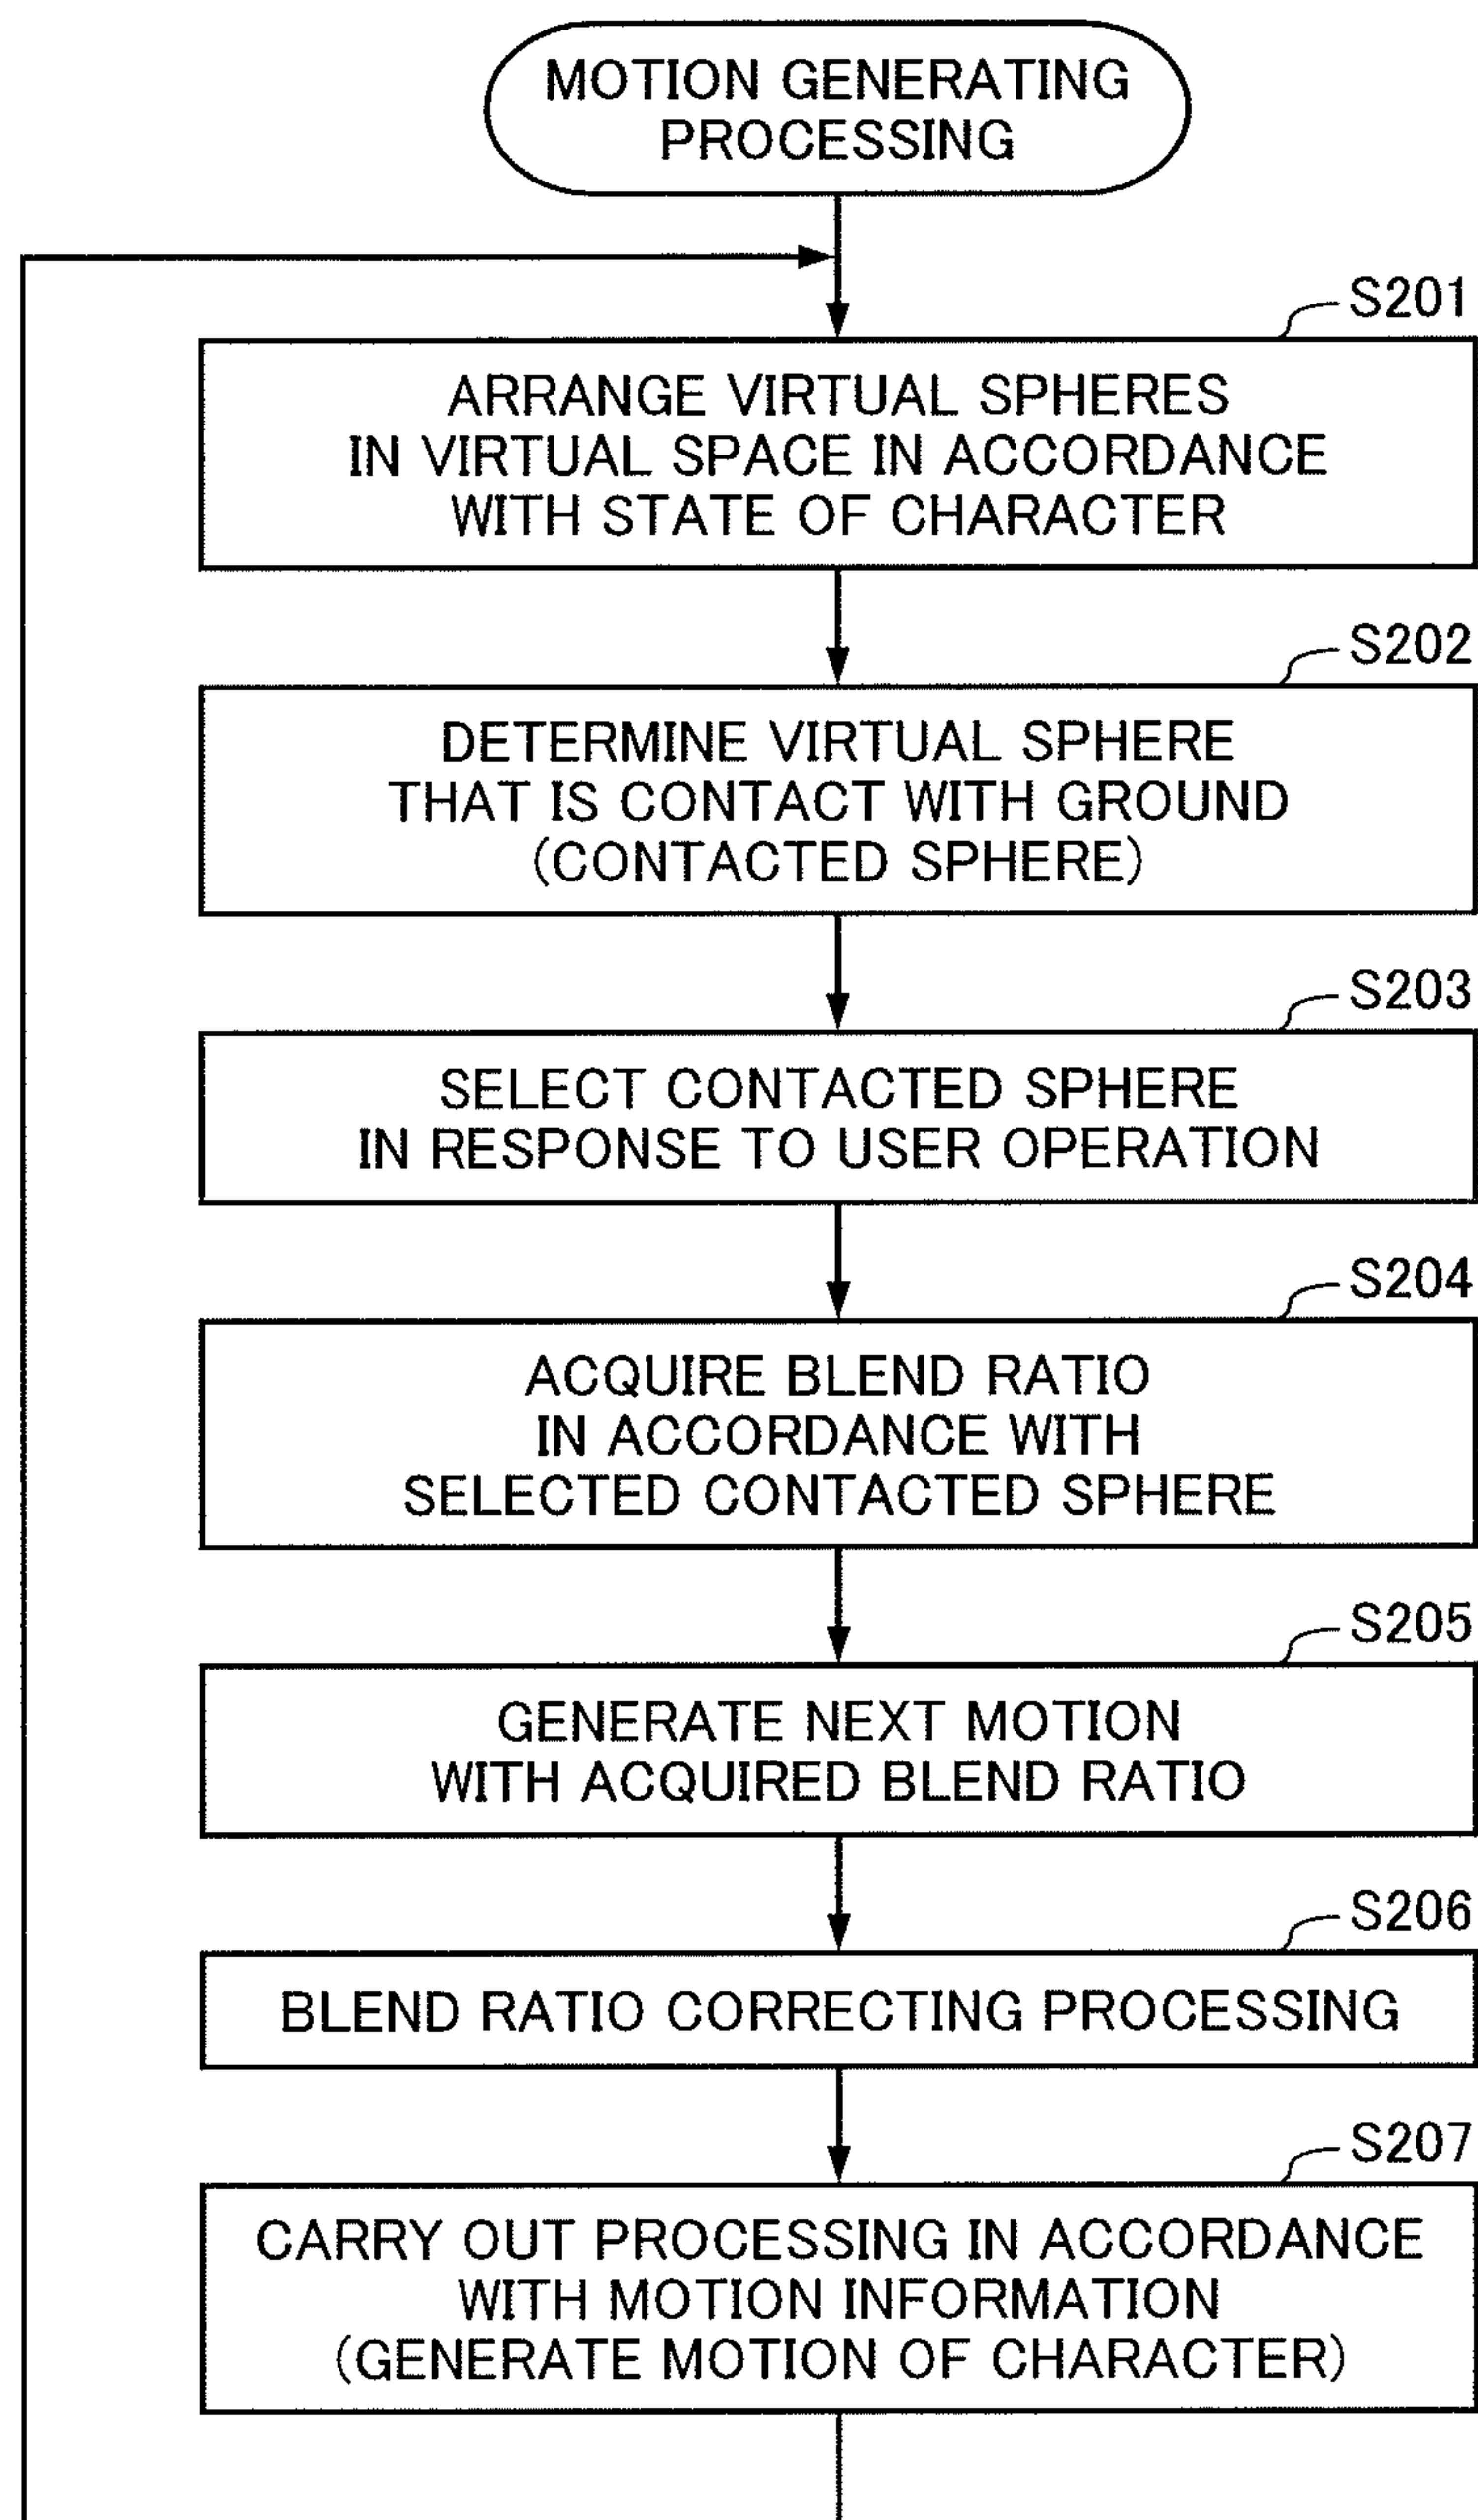 MOTION GENERATING
PROCESSING
S201
ARRANGE VIRTUAL SPHERES
IN VIRTUAL SPACE IN ACCORDANCE
WITH STATE OF CHARACTER
S202
DETERMINE VIRTUAL SPHERE
THAT IS CONTACT WITH GROUND
(CONTACTED SPHERE)
S203
SELECT CONTACTED SPHERE
IN RESPONSE TO USER OPERATION
S204
ACQUIRE BLEND RATIO
IN ACCORDANCE WITH
SELECTED CONTACTED SPHERE
S205
GENERATE NEXT MOTION
WITH ACQUIRED BLEND RATIO
S206
BLEND RATIO CORRECTING PROCESSING
S207
CARRY OUT PROCESSING IN ACCORDANCE
WITH MOTION INFORMATION
(GENERATE MOTION OF CHARACTER)